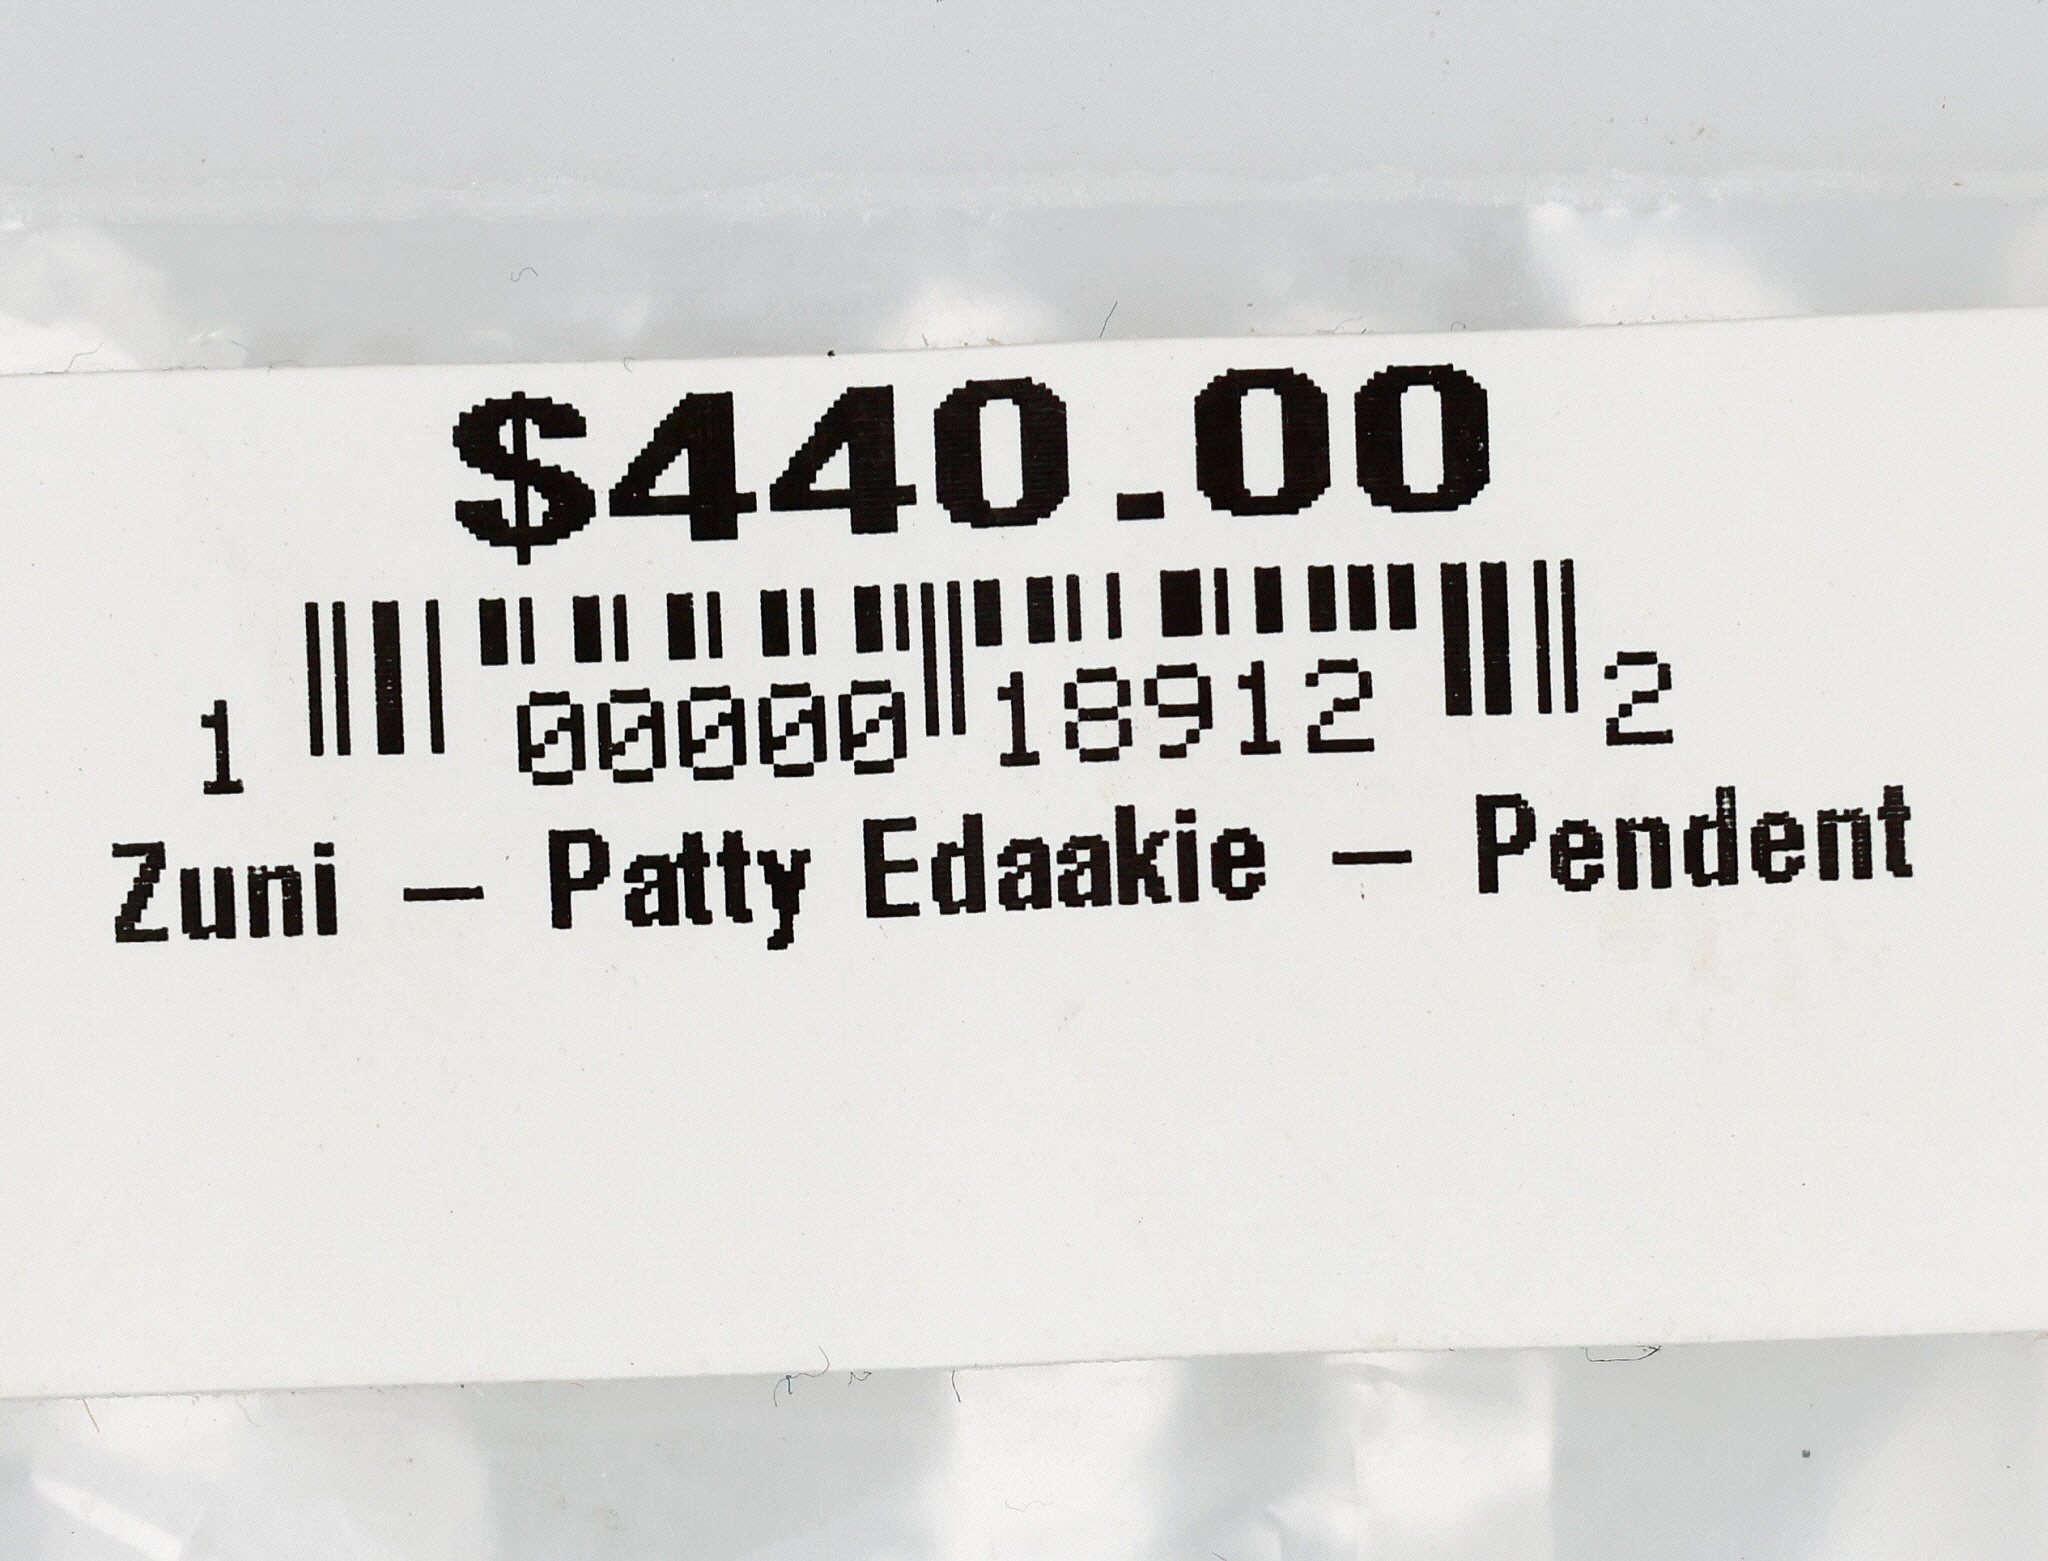 $440.00
1 00000 18912 2
Zuni - Patty Edaakie - Pendent